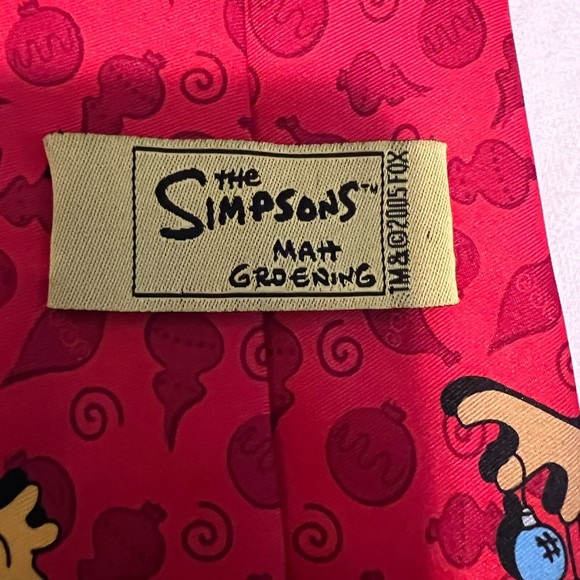 THE
SIMPSONS™
MATT
GROENING
TM & © 2005 FOX
#